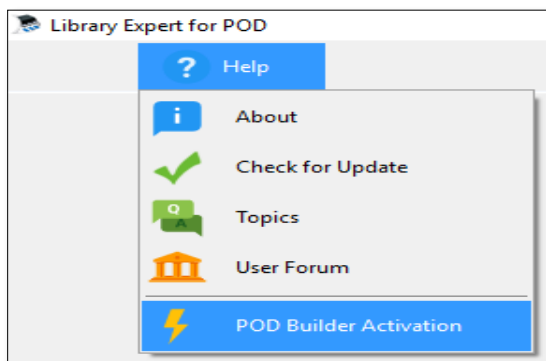 Library Expert for POD
? Help
i About
Check for Update
Q A Topics
User Forum
POD Builder Activation